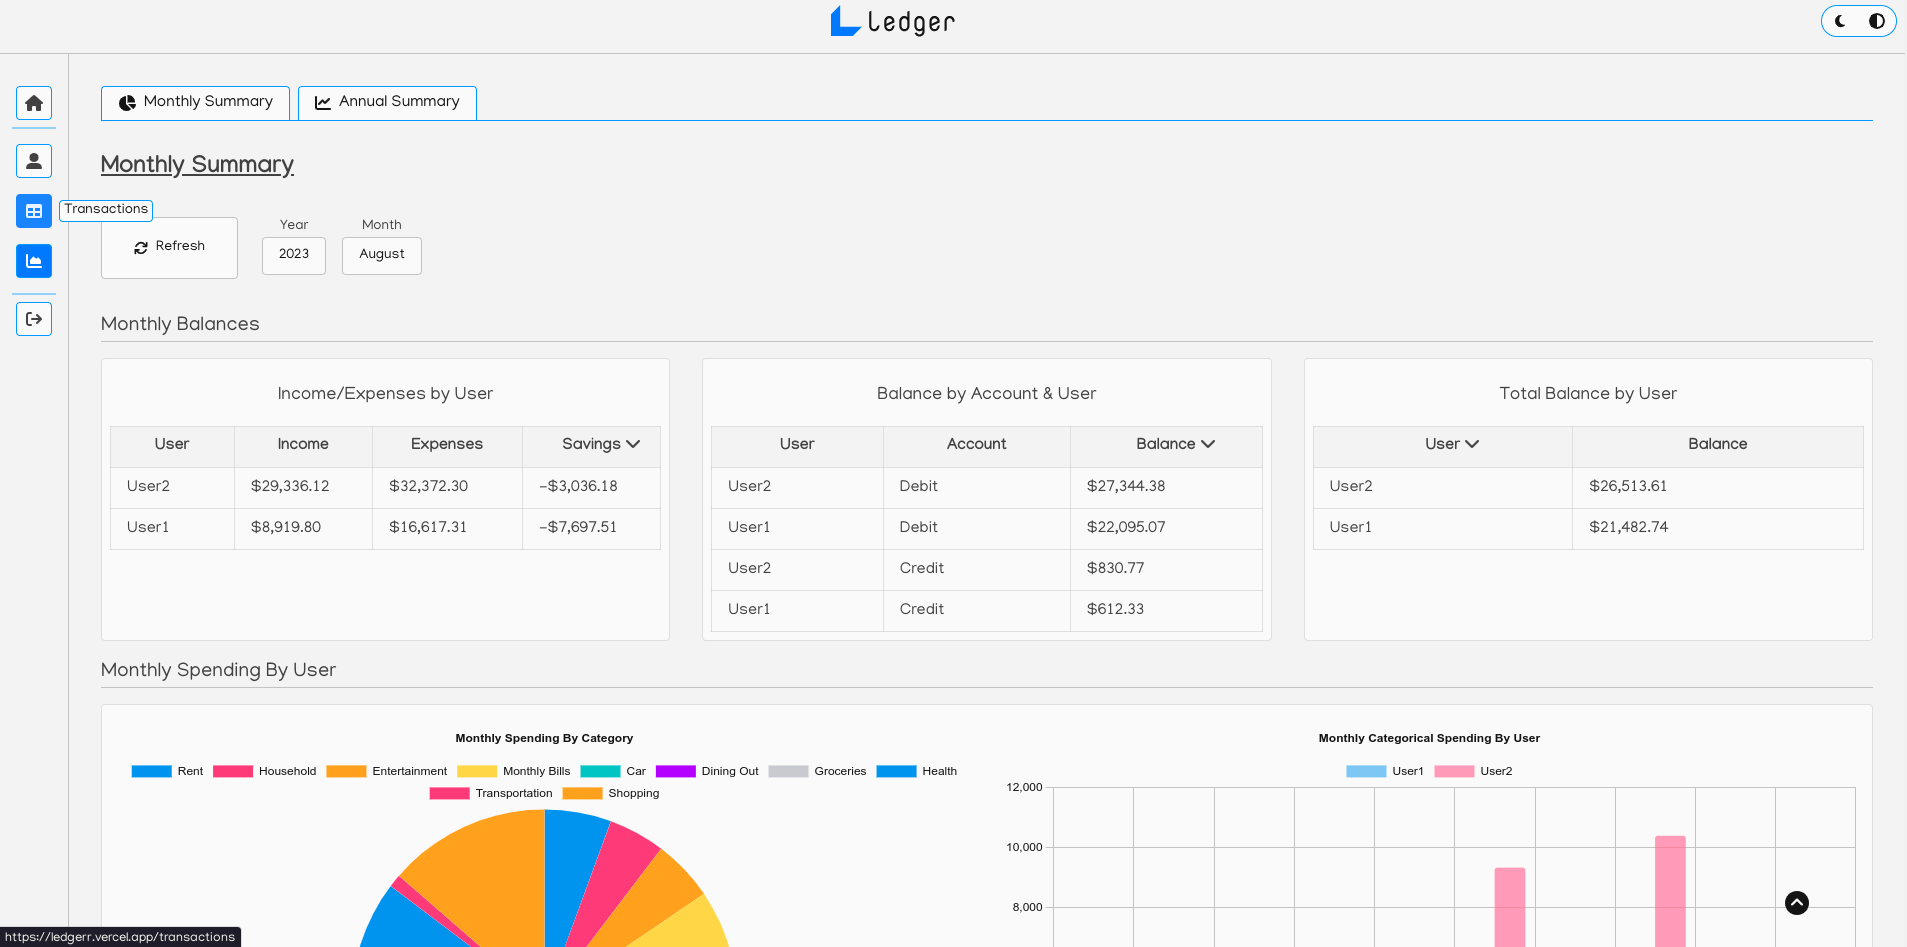 Ledger
Monthly Summary
Annual Summary
Monthly Summary
Transactions
Refresh
Year
2023
Month
August
Monthly Balances
Income/Expenses by User
User Income Expenses Savings
User2 $29,336.12 $32,372.30 -$3,036.18
User1 $8,919.80 $16,617.31 -$7,697.51
Balance by Account & User
User Account Balance
User2 Debit $27,344.38
User1 Debit $22,095.07
User2 Credit $830.77
User1 Credit $612.33
Total Balance by User
User Balance
User2 $26,513.61
User1 $21,482.74
Monthly Spending By User
Monthly Spending By Category
Rent Household Entertainment Monthly Bills Car Dining Out Groceries Health
Transportation Shopping
Monthly Categorical Spending By User
User1 User2
12,000
10,000
8,000
https://ledgerr.vercel.app/transactions